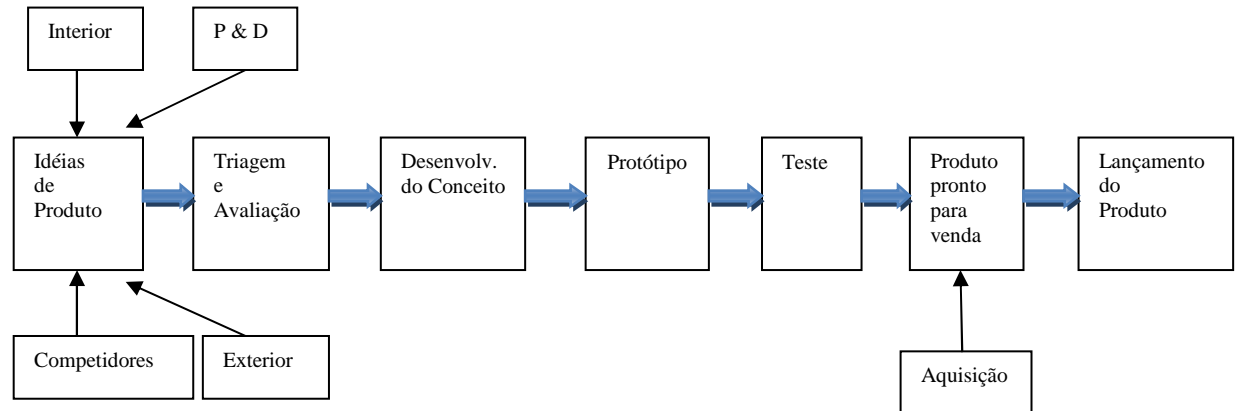 Interior
P & D
Idéias
de
Produto
Triagem
e
Avaliação
Desenvolv.
do Conceito
Protótipo
Teste
Produto
pronto
para
venda
Lançamento
do
Produto
Competidores
Exterior
Aquisição